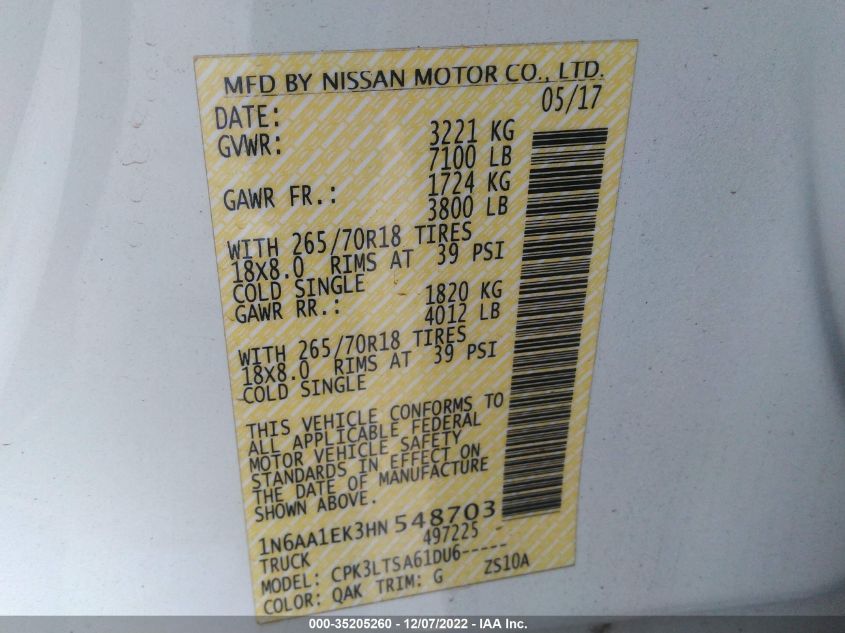 MFD BY NISSAN MOTOR CO., LTD.
DATE: 05/17
GVWR: 3221 KG
7100 LB
GAWR FR.: 1724 KG
3800 LB
WITH 265/70R18 TIRES
18X8.0 RIMS AT 39 PSI
COLD SINGLE
GAWR RR.: 1820 KG
4012 LB
WITH 265/70R18 TIRES
18X8.0 RIMS AT 39 PSI
COLD SINGLE
THIS VEHICLE CONFORMS TO
ALL APPLICABLE FEDERAL
MOTOR VEHICLE SAFETY
STANDARDS IN EFFECT ON
THE DATE OF MANUFACTURE
SHOWN ABOVE.
1N6AA1EK3HN548703
TRUCK 497225 -
MODEL: CPK3LTSA61DU6-----
COLOR: QAK TRIM: G ZS10A
000-35205260 - 12/07/2022 - IAA Inc.